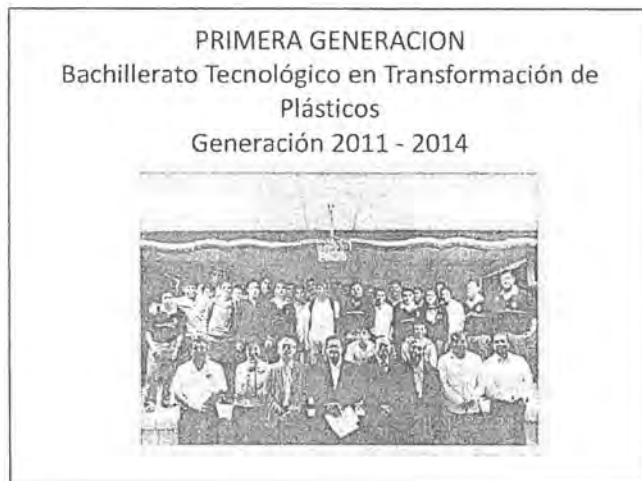 PRIMERA GENERACION
Bachillerato Tecnológico en Transformación de
Plásticos
Generación 2011 - 2014